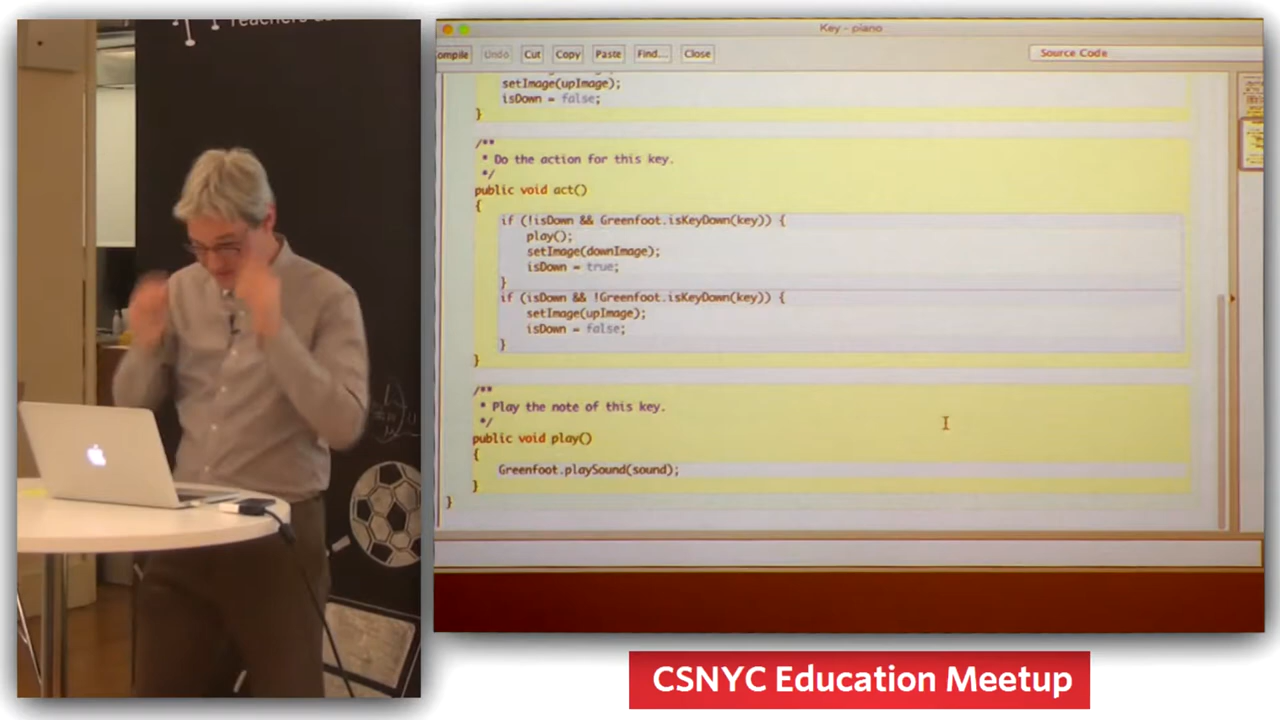 Teachers
Key - piano
ompile Undo Cut Copy Paste Find... Close Source Code
setImage(upImage);
isDown = false;
}
/**
* Do the action for this key.
*/
public void act()
{
if (!isDown && Greenfoot.isKeyDown(key)) {
play();
setImage(downImage);
isDown = true;
}
if (isDown && !Greenfoot.isKeyDown(key)) {
setImage(upImage);
isDown = false;
}
}
/**
* Play the note of this key.
*/
public void play()
{
Greenfoot.playSound(sound);
}
}
CSNYC Education Meetup